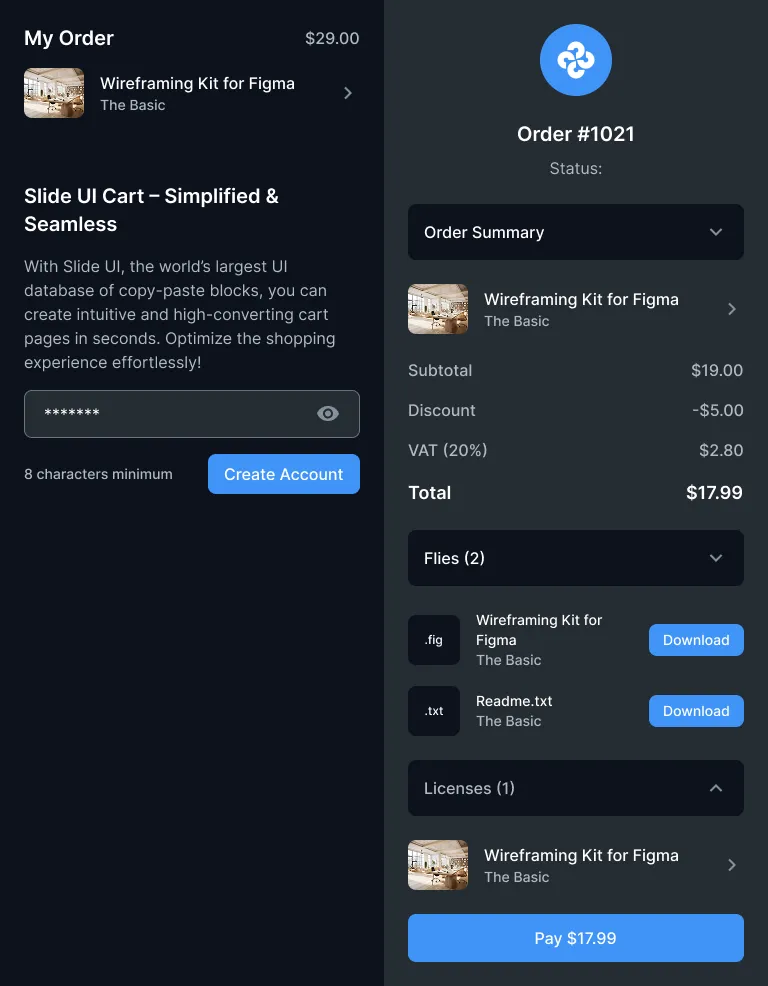 My Order
$29.00
Wireframing Kit for Figma
The Basic
Slide UI Cart – Simplified &
Seamless
With Slide UI, the world’s largest UI
database of copy-paste blocks, you can
create intuitive and high-converting cart
pages in seconds. Optimize the shopping
experience effortlessly!
*******
8 characters minimum
Create Account
Order #1021
Status:
Order Summary
Wireframing Kit for Figma
The Basic
Subtotal
$19.00
Discount
-$5.00
VAT (20%)
$2.80
Total
$17.99
Flies (2)
.fig
Wireframing Kit for
Figma
The Basic
Download
.txt
Readme.txt
The Basic
Download
Licenses (1)
Wireframing Kit for Figma
The Basic
Pay $17.99